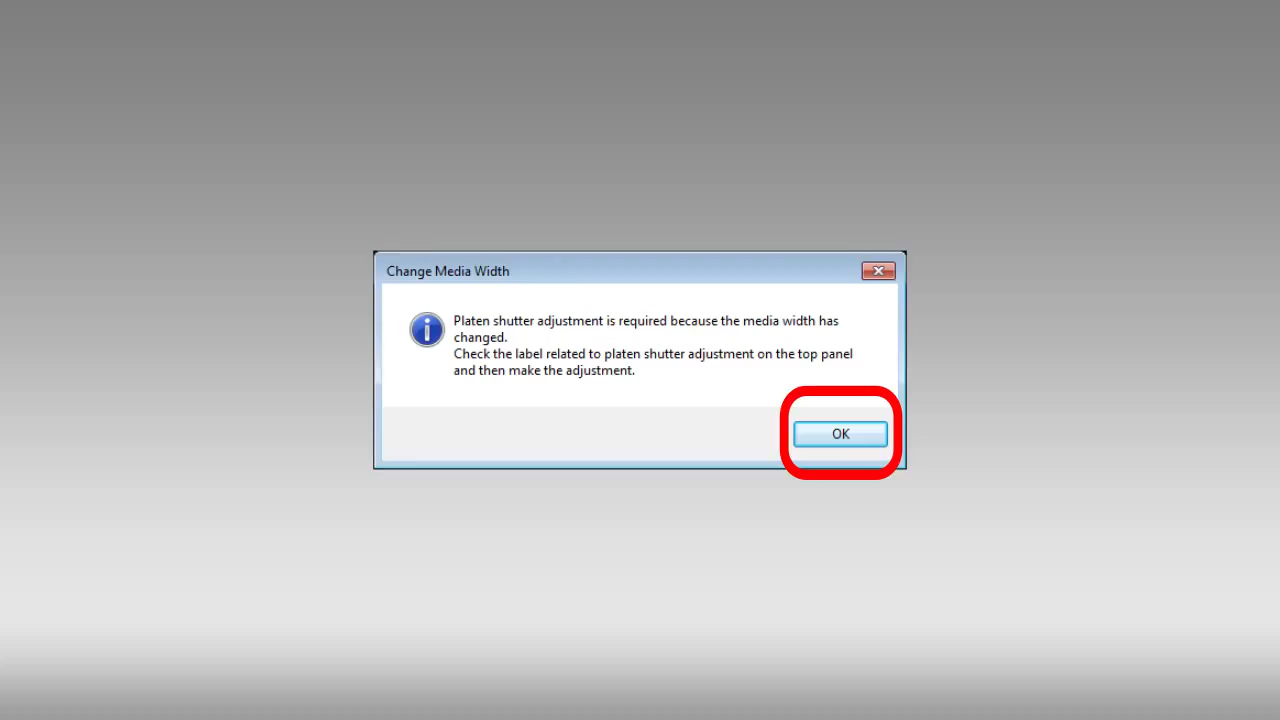 Change Media Width
Platen shutter adjustment is required because the media width has
changed.
Check the label related to platen shutter adjustment on the top panel
and then make the adjustment.
OK